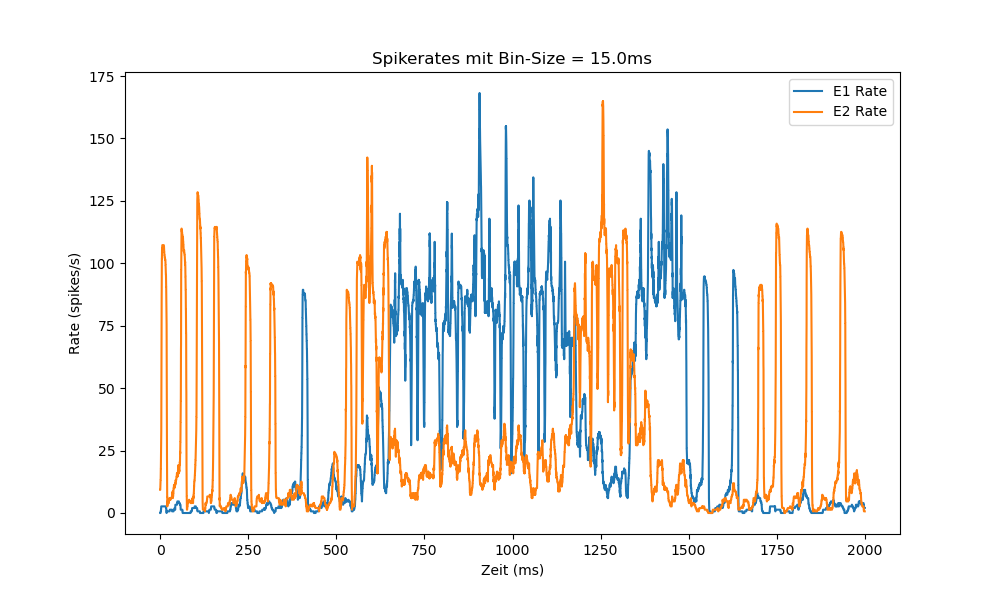 Spikerates mit Bin-Size = 15.0ms
E1 Rate
E2 Rate
175
150
125
100
75
50
25
0
Rate (spikes/s)
0 250 500 750 1000 1250 1500 1750 2000
Zeit (ms)